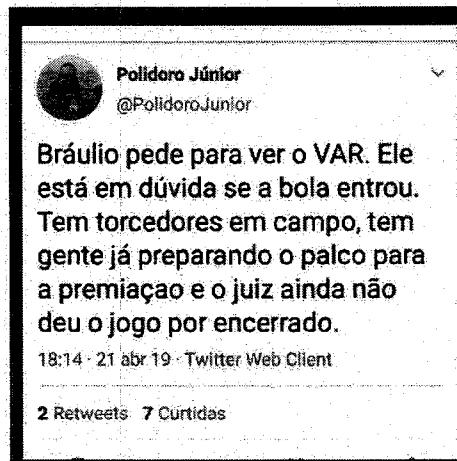 Polidoro Júnior
@PolidoroJunior
Bráulio pede para ver o VAR. Ele
está em dúvida se a bola entrou.
Tem torcedores em campo, tem
gente já preparando o palco para
a premiaçao e o juiz ainda não
deu o jogo por encerrado.
18:14 · 21 abr 19 · Twitter Web Client
2 Retweets 7 Curtidas